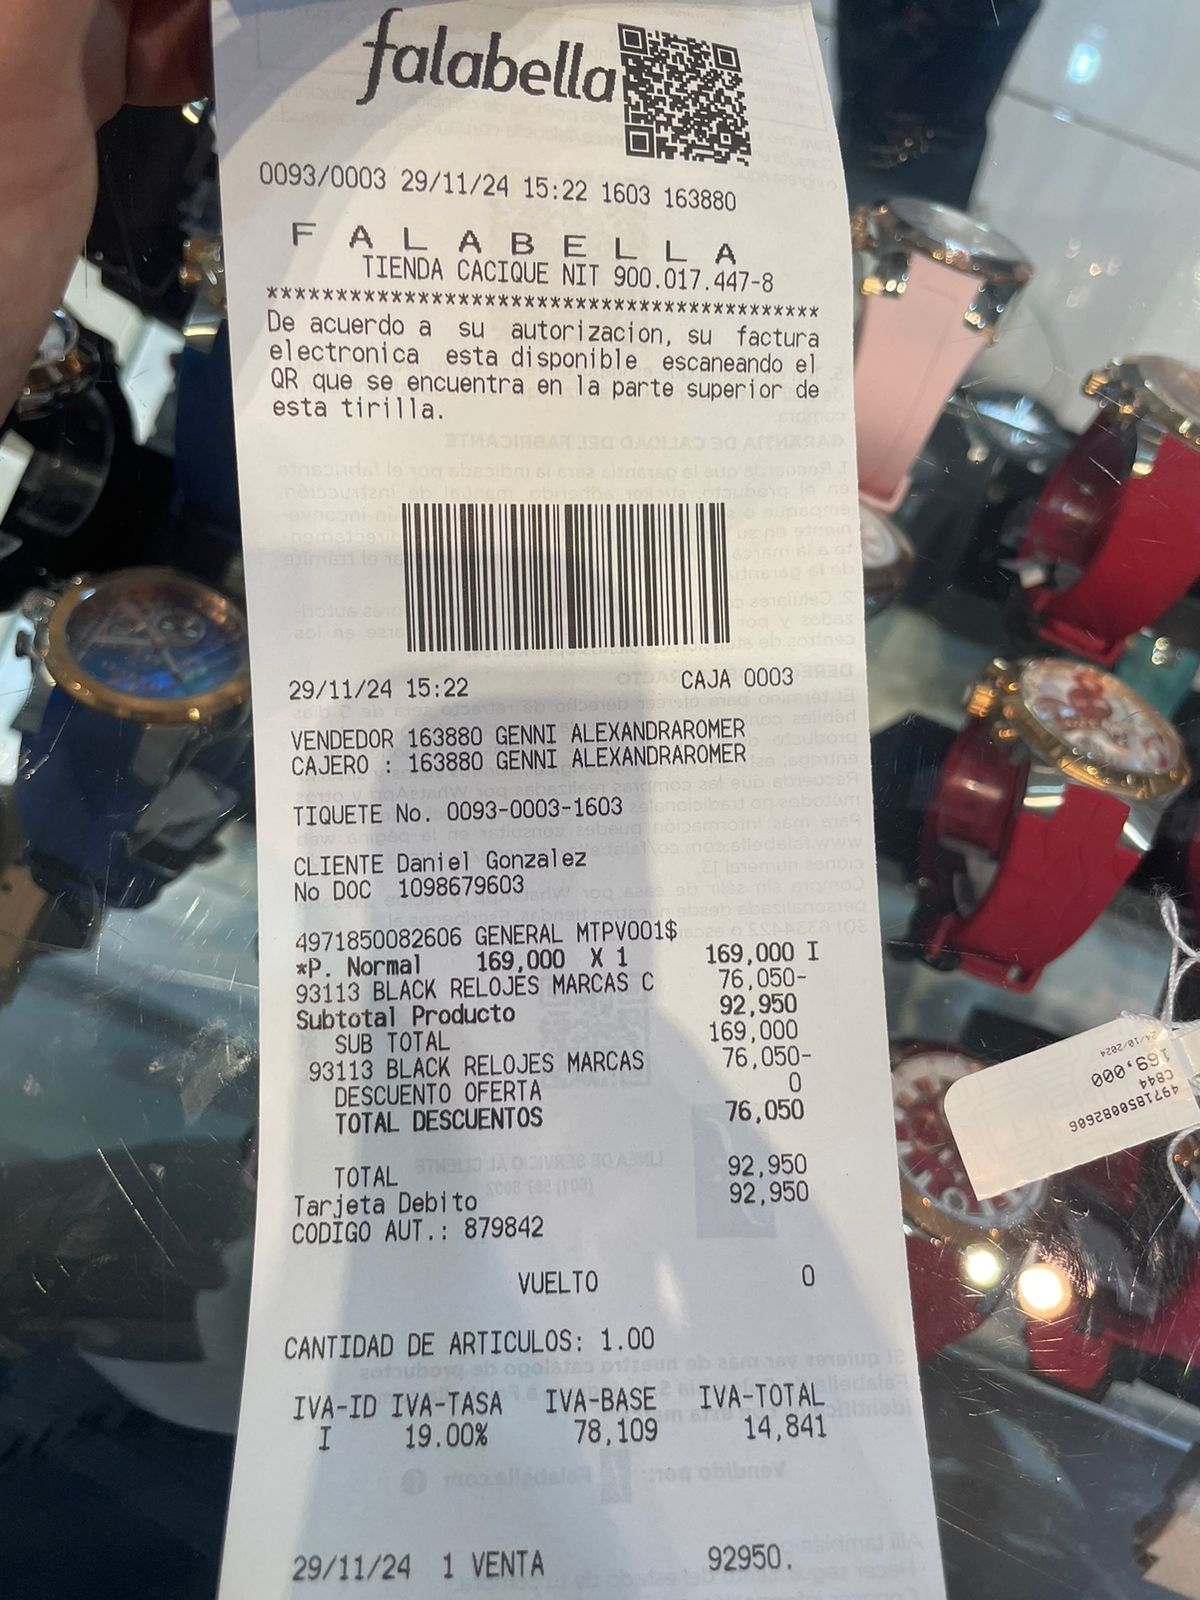 falabella
0093/0003 29/11/24 15:22 1603 163880
F A L A B E L L A
TIENDA CACIQUE NIT 900.017.447-8
******************************************
De acuerdo a su autorizacion, su factura
electronica esta disponible escaneando el
QR que se encuentra en la parte superior de
esta tirilla.
29/11/24 15:22 CAJA 0003
VENDEDOR 163880 GENNI ALEXANDRAROMER
CAJERO : 163880 GENNI ALEXANDRAROMER
TIQUETE No. 0093-0003-1603
CLIENTE Daniel Gonzalez
No DOC 1098679603
4971850082606 GENERAL MTPV001$
*P. Normal 169,000 X 1 169,000 I
93113 BLACK RELOJES MARCAS C 76,050-
Subtotal Producto 92,950
SUB TOTAL 169,000
93113 BLACK RELOJES MARCAS 76,050-
DESCUENTO OFERTA 0
TOTAL DESCUENTOS 76,050
TOTAL 92,950
Tarjeta Debito 92,950
CODIGO AUT.: 879842
VUELTO 0
CANTIDAD DE ARTICULOS: 1.00
IVA-ID IVA-TASA IVA-BASE IVA-TOTAL
I 19.00% 78,109 14,841
29/11/24 1 VENTA 92950.
4971850082606
C844
169,000
24/10/2024